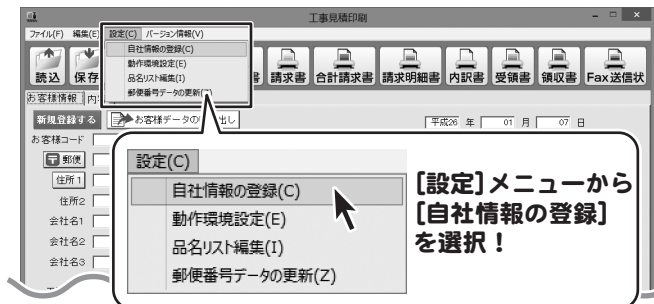 工事見積印刷
ファイル(F) 編集(E) 設定(C) バージョン情報(V)
自社情報の登録(C)
動作環境設定(E)
品名リスト編集(I)
郵便番号データの更新
読込 保存 請求書 合計請求書 請求明細書 内訳書 受領書 領収書 Fax送信状
お客様情報 内
新規登録する お客様データの 出し 平成26 年 01 月 07 日
お客様コード
〒郵便
住所1
住所2
会社名1
会社名2
会社名3
設定(C)
自社情報の登録(C)
動作環境設定(E)
品名リスト編集(I)
郵便番号データの更新(Z)
[設定]メニューから
[自社情報の登録]
を選択!